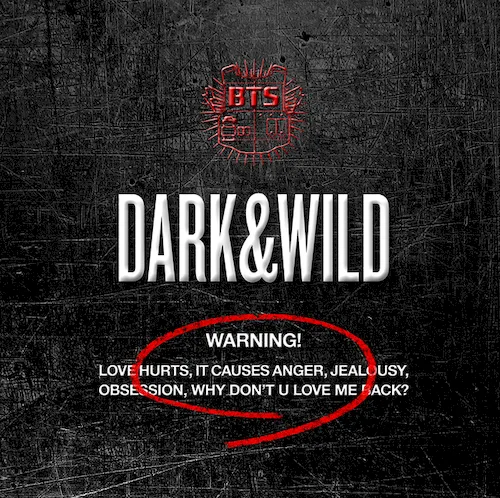 BTS
DARK&WILD
WARNING!
LOVE HURTS, IT CAUSES ANGER, JEALOUSY,
OBSESSION, WHY DON'T U LOVE ME BACK?